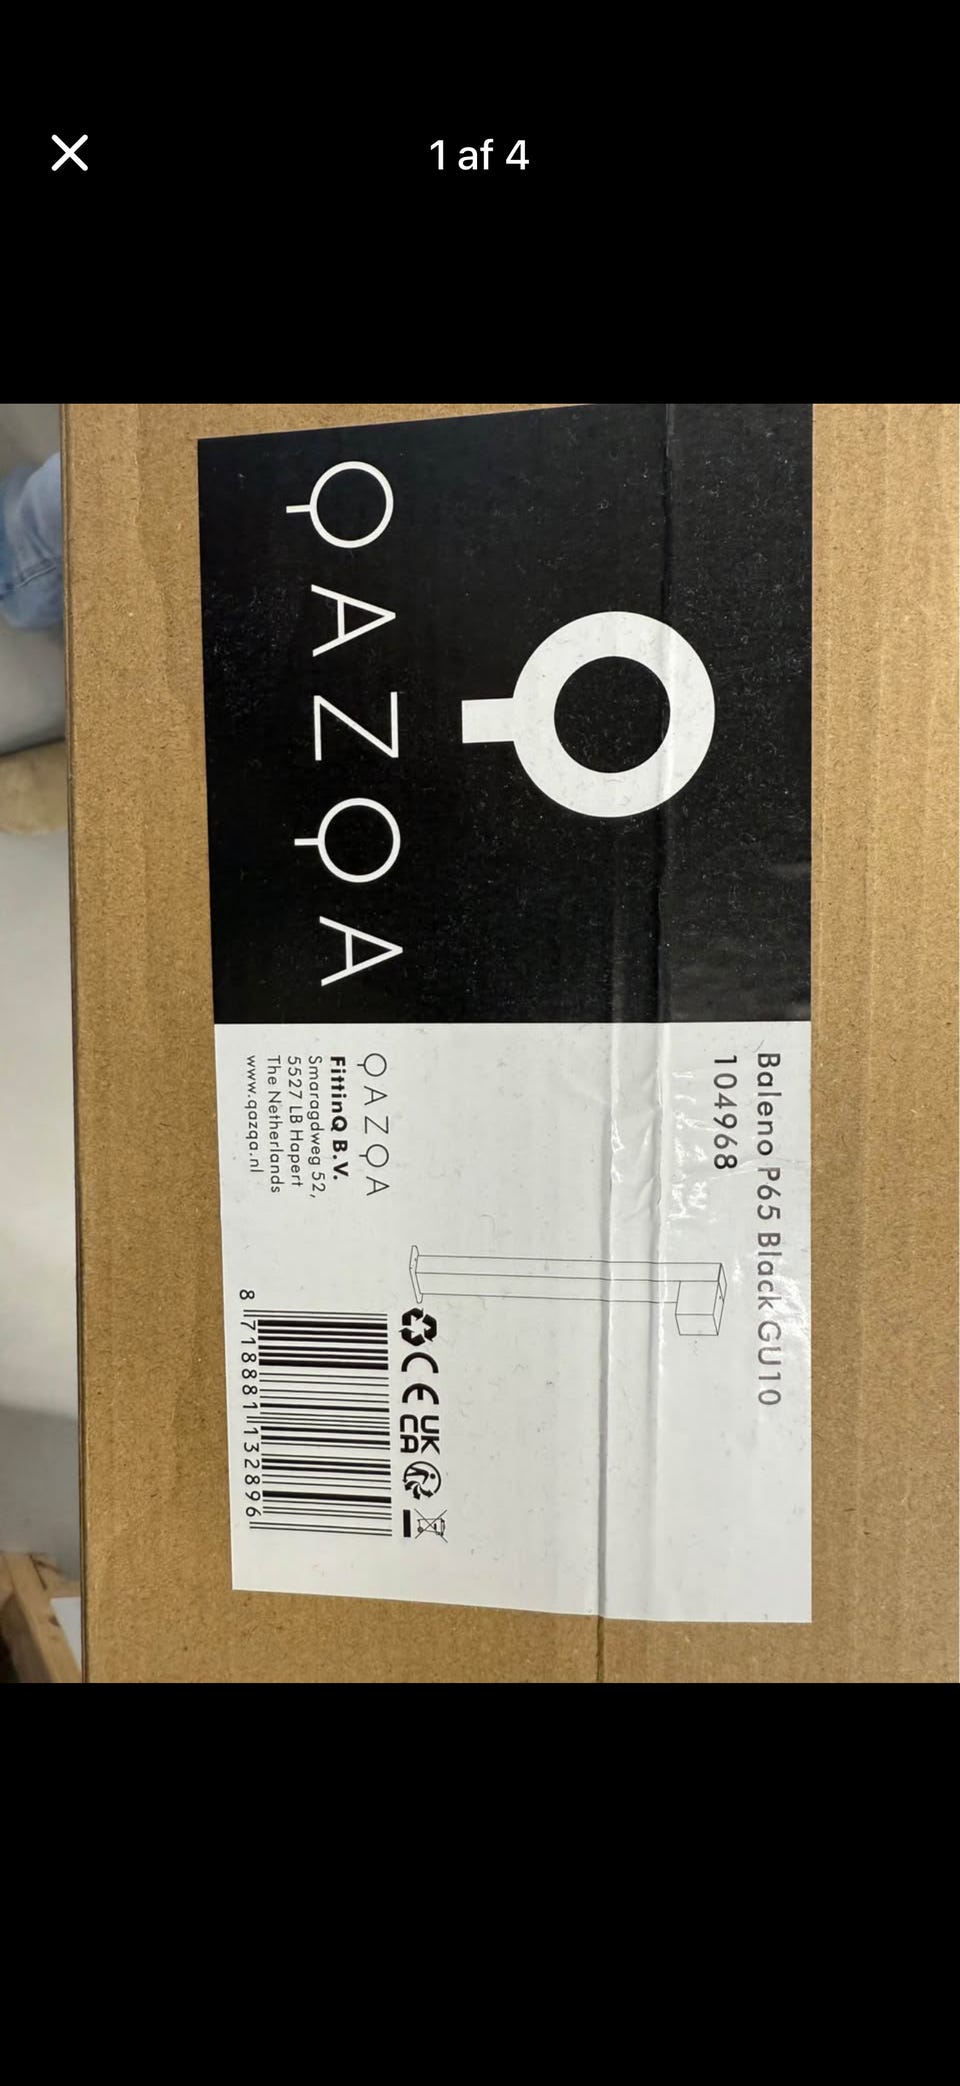 1 af 4
QAZQA
Baleno P65 Black GU10
104968
QAZQA
FittinQ B.V.
Smaragdweg 52,
5527 LB Hapert
The Netherlands
www.qazqa.nl
CE UK CA
8 718881 132896